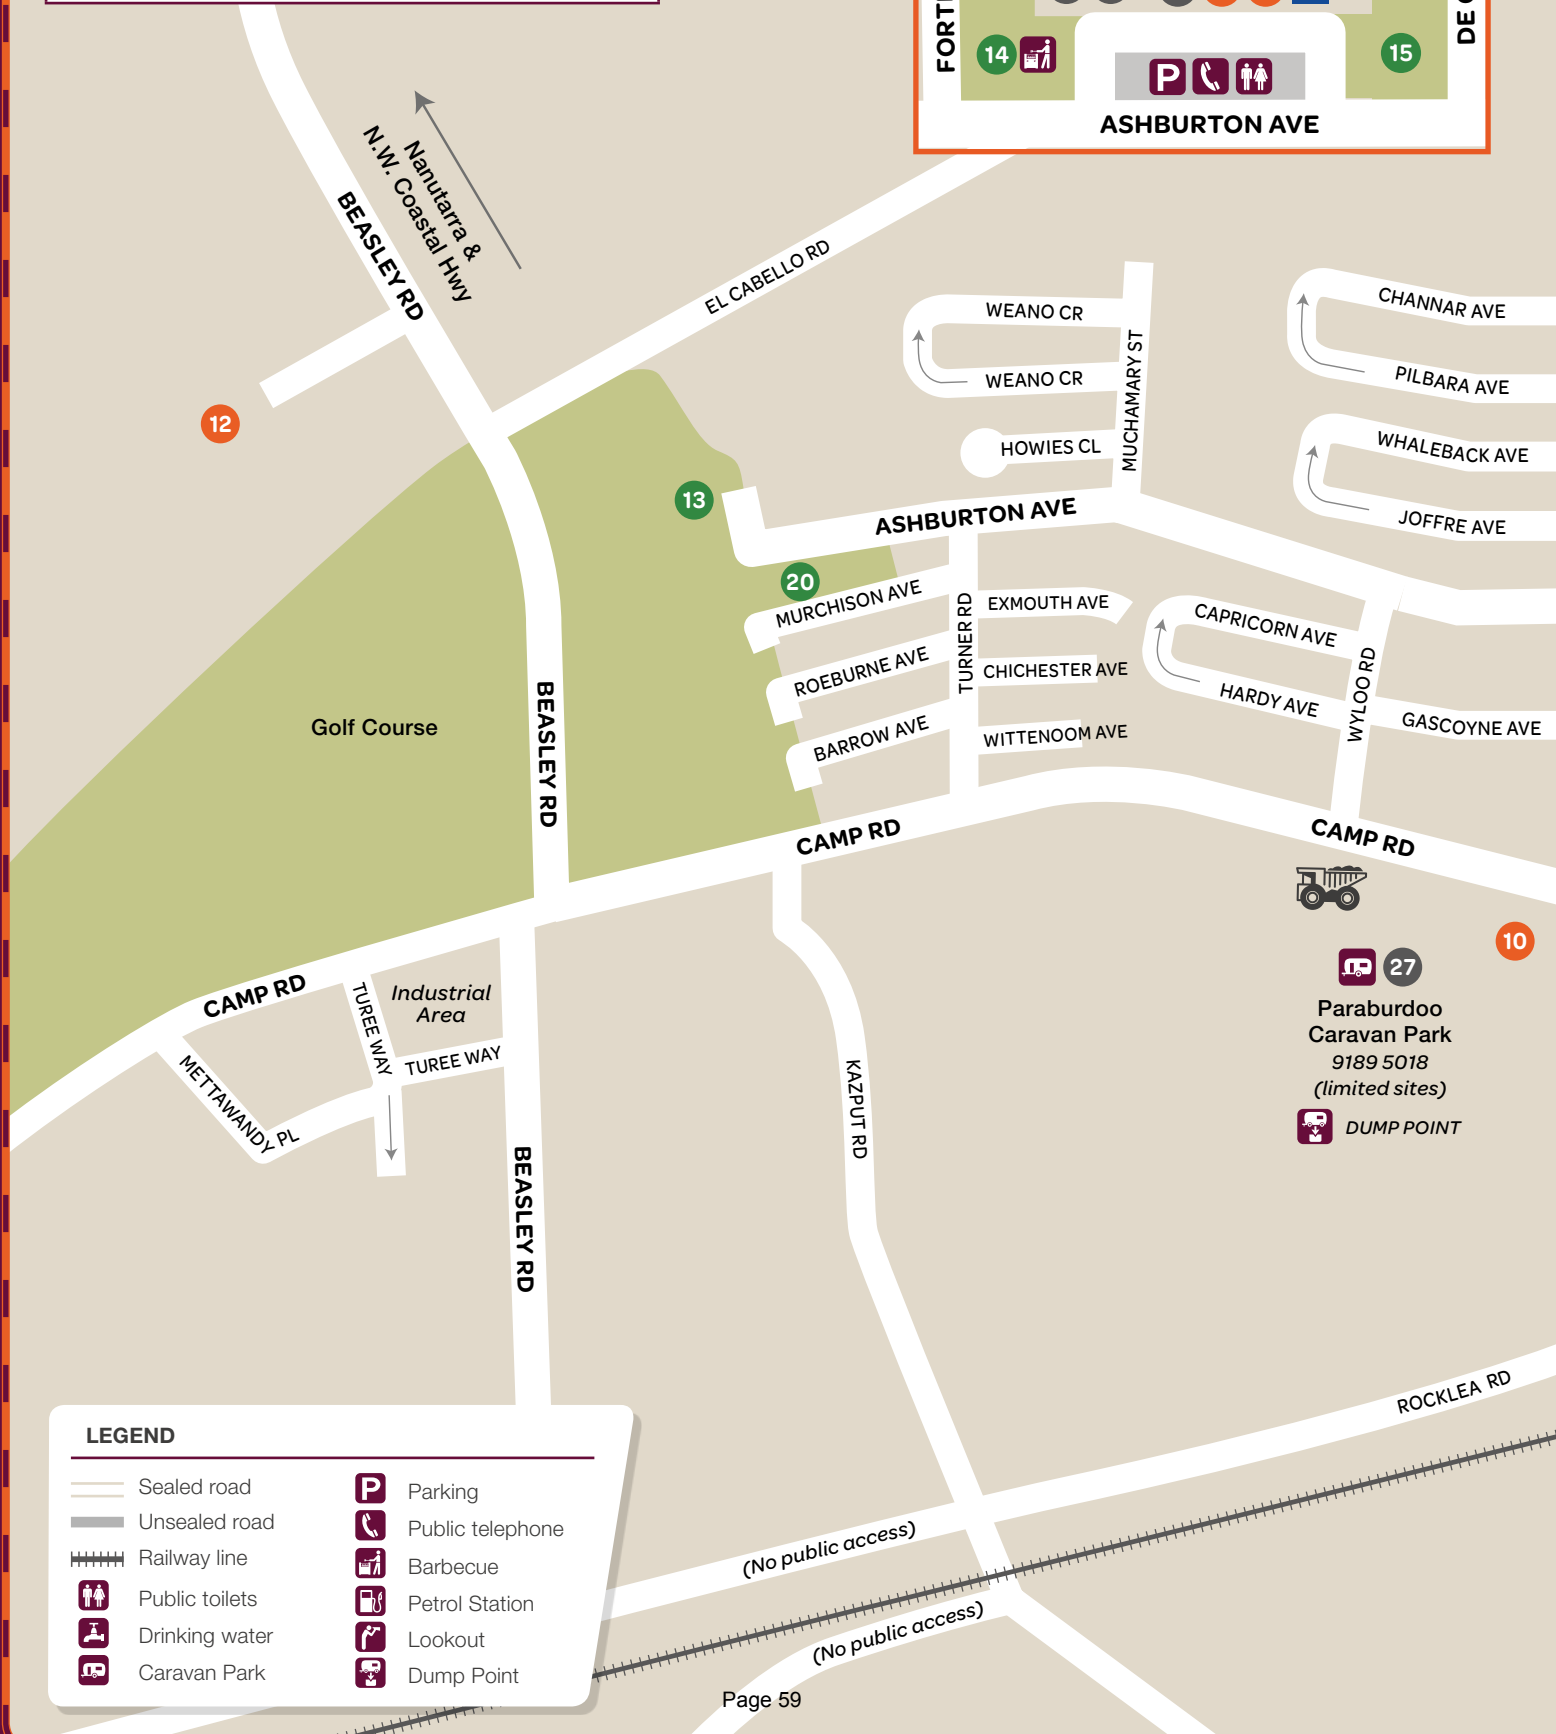 14
P
15
ASHBURTON AVE
Nanutarra &
N.W. Coastal Hwy
BEASLEY RD
EL CABELLO RD
WEANO CR
WEANO CR
HOWIES CL
MUCHAMARY ST
CHANNAR AVE
PILBARA AVE
WHALEBACK AVE
JOFFRE AVE
12
13
ASHBURTON AVE
20
MURCHISON AVE
ROEBURNE AVE
BARROW AVE
TURNER RD
EXMOUTH AVE
CHICHESTER AVE
WITTENOOM AVE
CAPRICORN AVE
HARDY AVE
WYLOO RD
GASCOYNE AVE
Golf Course
BEASLEY RD
CAMP RD
CAMP RD
10
27
Paraburdoo
Caravan Park
9189 5018
(limited sites)
DUMP POINT
CAMP RD
TUREE WAY
Industrial
Area
TUREE WAY
METTAWANDY PL
KAZPUT RD
BEASLEY RD
ROCKLEA RD
(No public access)
(No public access)
LEGEND
Sealed road
Unsealed road
Railway line
Public toilets
Drinking water
Caravan Park
P
Parking
Public telephone
Barbecue
Petrol Station
Lookout
Dump Point
Page 59